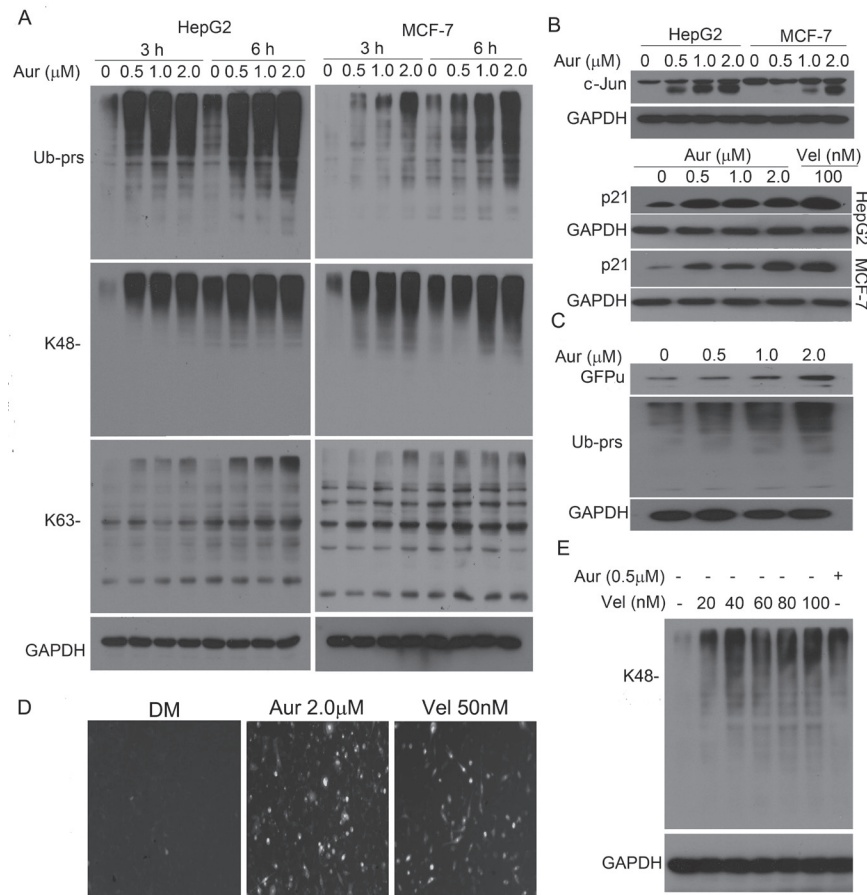 A
HepG2 MCF-7
3 h 6 h 3 h 6 h
Aur (μM) 0 0.5 1.0 2.0 0 0.5 1.0 2.0 0 0.5 1.0 2.0 0 0.5 1.0 2.0
Ub-prs
K48-
K63-
GAPDH
B
HepG2 MCF-7
Aur (μM) 0 0.5 1.0 2.0 0 0.5 1.0 2.0
c-Jun
GAPDH
Aur (μM) Vel (nM)
0 0.5 1.0 2.0 100
p21
GAPDH
HepG2
p21
GAPDH
MCF-7
C
Aur (μM) 0 0.5 1.0 2.0
GFPu
Ub-prs
GAPDH
D
DM Aur 2.0μM Vel 50nM
E
Aur (0.5μM) - - - - - - +
Vel (nM) - 20 40 60 80 100 -
K48-
GAPDH